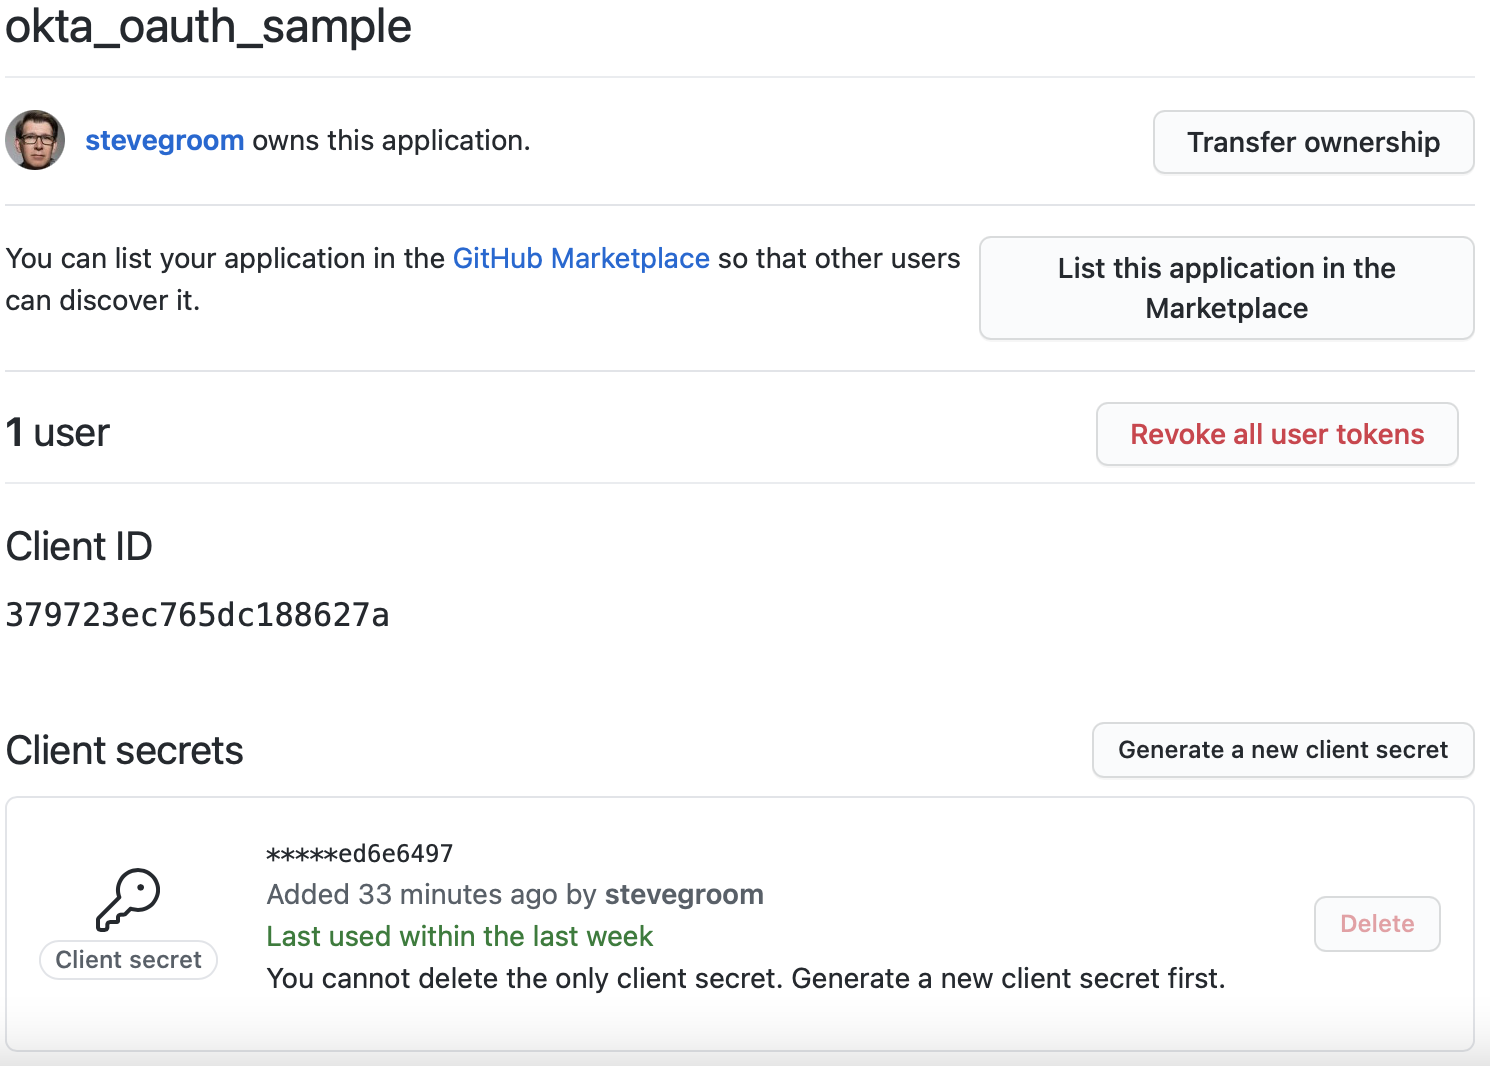 okta_oauth_sample
stevegroom owns this application.
Transfer ownership
You can list your application in the GitHub Marketplace so that other users
can discover it.
List this application in the
Marketplace
1 user
Revoke all user tokens
Client ID
379723ec765dc188627a
Client secrets
Generate a new client secret
*****ed6e6497
Added 33 minutes ago by stevegroom
Last used within the last week
You cannot delete the only client secret. Generate a new client secret first.
Client secret
Delete